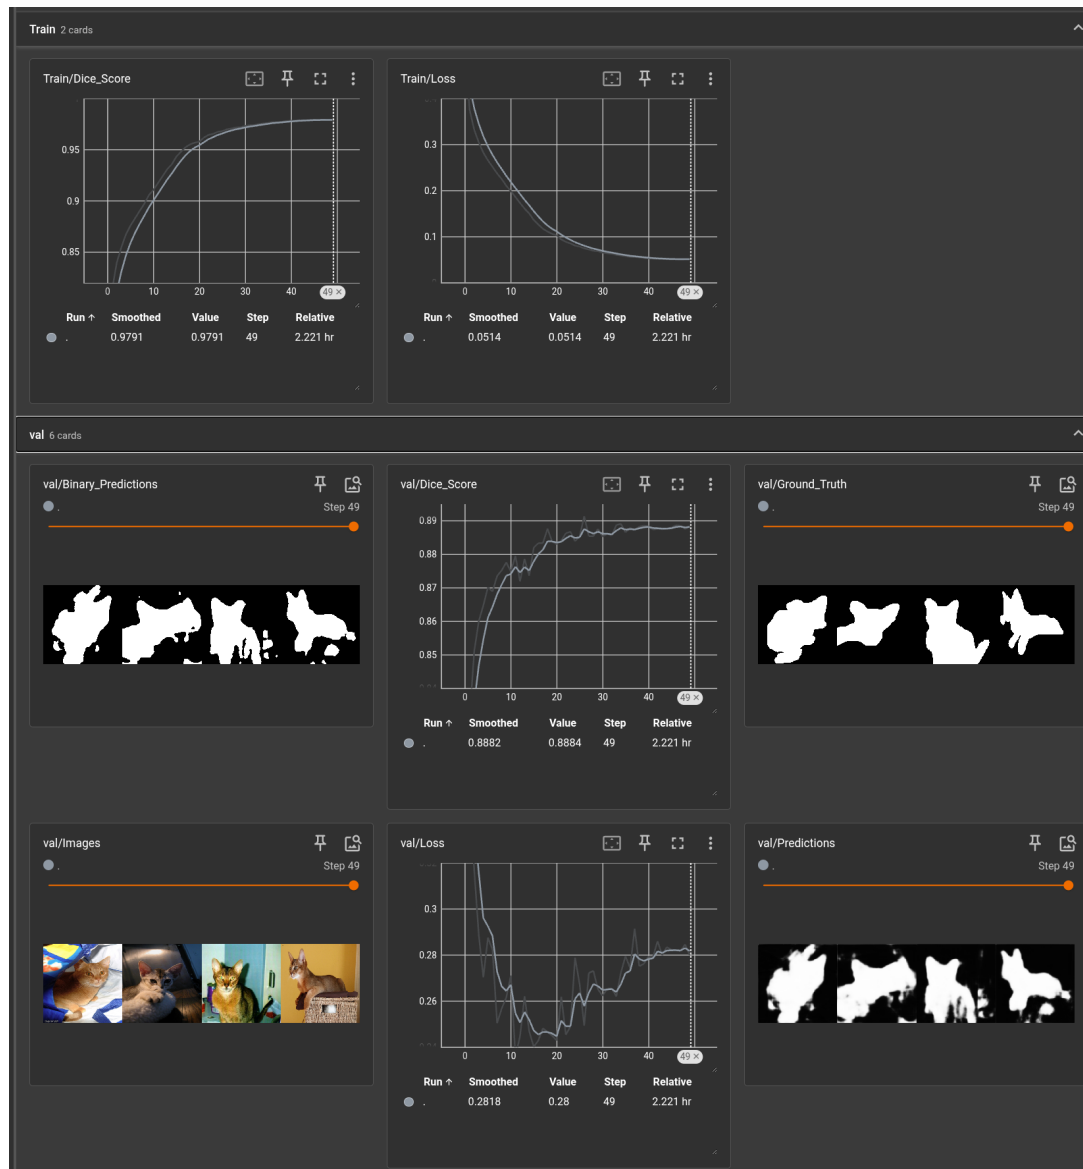 Train 2 cards
Train/Dice_Score
0.95
0.9
0.85
0 10 20 30 40 49 ×
Run ↑ Smoothed Value Step Relative
. 0.9791 0.9791 49 2.221 hr
Train/Loss
0.3
0.2
0.1
0 10 20 30 40 49 ×
Run ↑ Smoothed Value Step Relative
. 0.0514 0.0514 49 2.221 hr
val 6 cards
val/Binary_Predictions
. Step 49
val/Dice_Score
0.89
0.88
0.87
0.86
0.85
0 10 20 30 40 49 ×
Run ↑ Smoothed Value Step Relative
. 0.8882 0.8884 49 2.221 hr
val/Ground_Truth
. Step 49
val/Images
. Step 49
val/Loss
0.3
0.28
0.26
0 10 20 30 40 49 ×
Run ↑ Smoothed Value Step Relative
. 0.2818 0.28 49 2.221 hr
val/Predictions
. Step 49